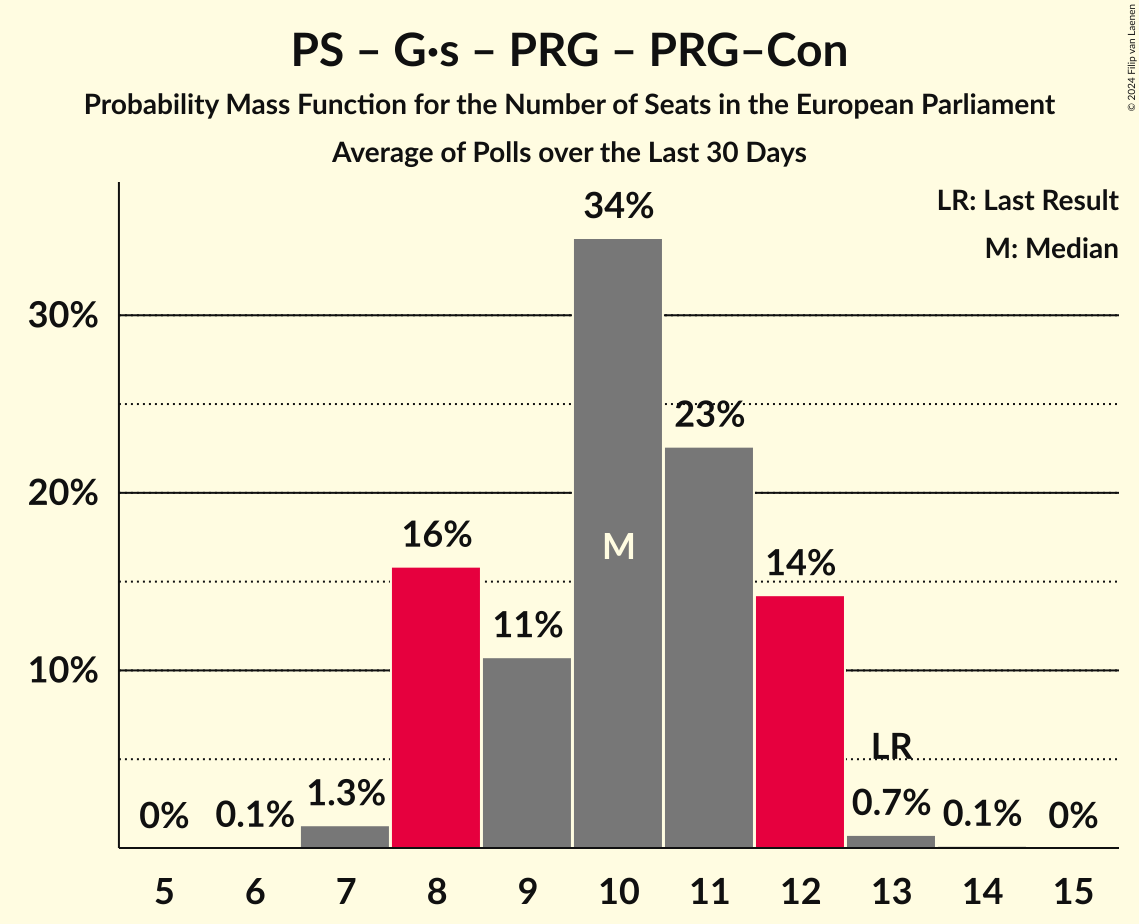 PS – G·s – PRG – PRG–Con
Probability Mass Function for the Number of Seats in the European Parliament
Average of Polls over the Last 30 Days
© 2024 Filip van Laenen
LR: Last Result
M: Median
34%
30%
23%
20%
16%
M
14%
11%
10%
LR
0%
0.1%
1.3%
0.7%
0.1%
0%
5 6 7 8 9 10 11 12 13 14 15